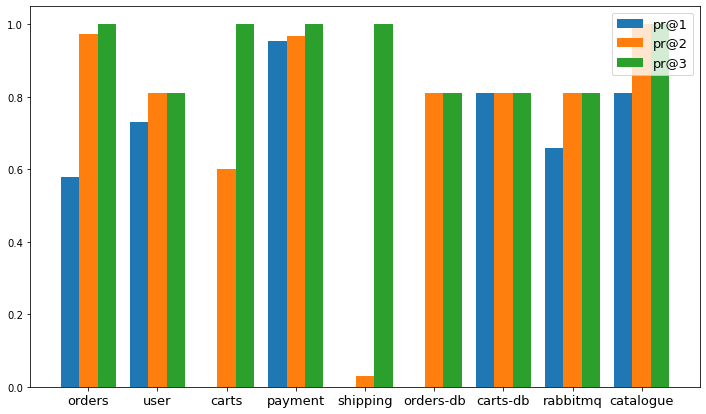 pr@1
pr@2
pr@3
1.0
0.8
0.6
0.4
0.2
0.0
orders user carts payment shipping orders-db carts-db rabbitmq catalogue